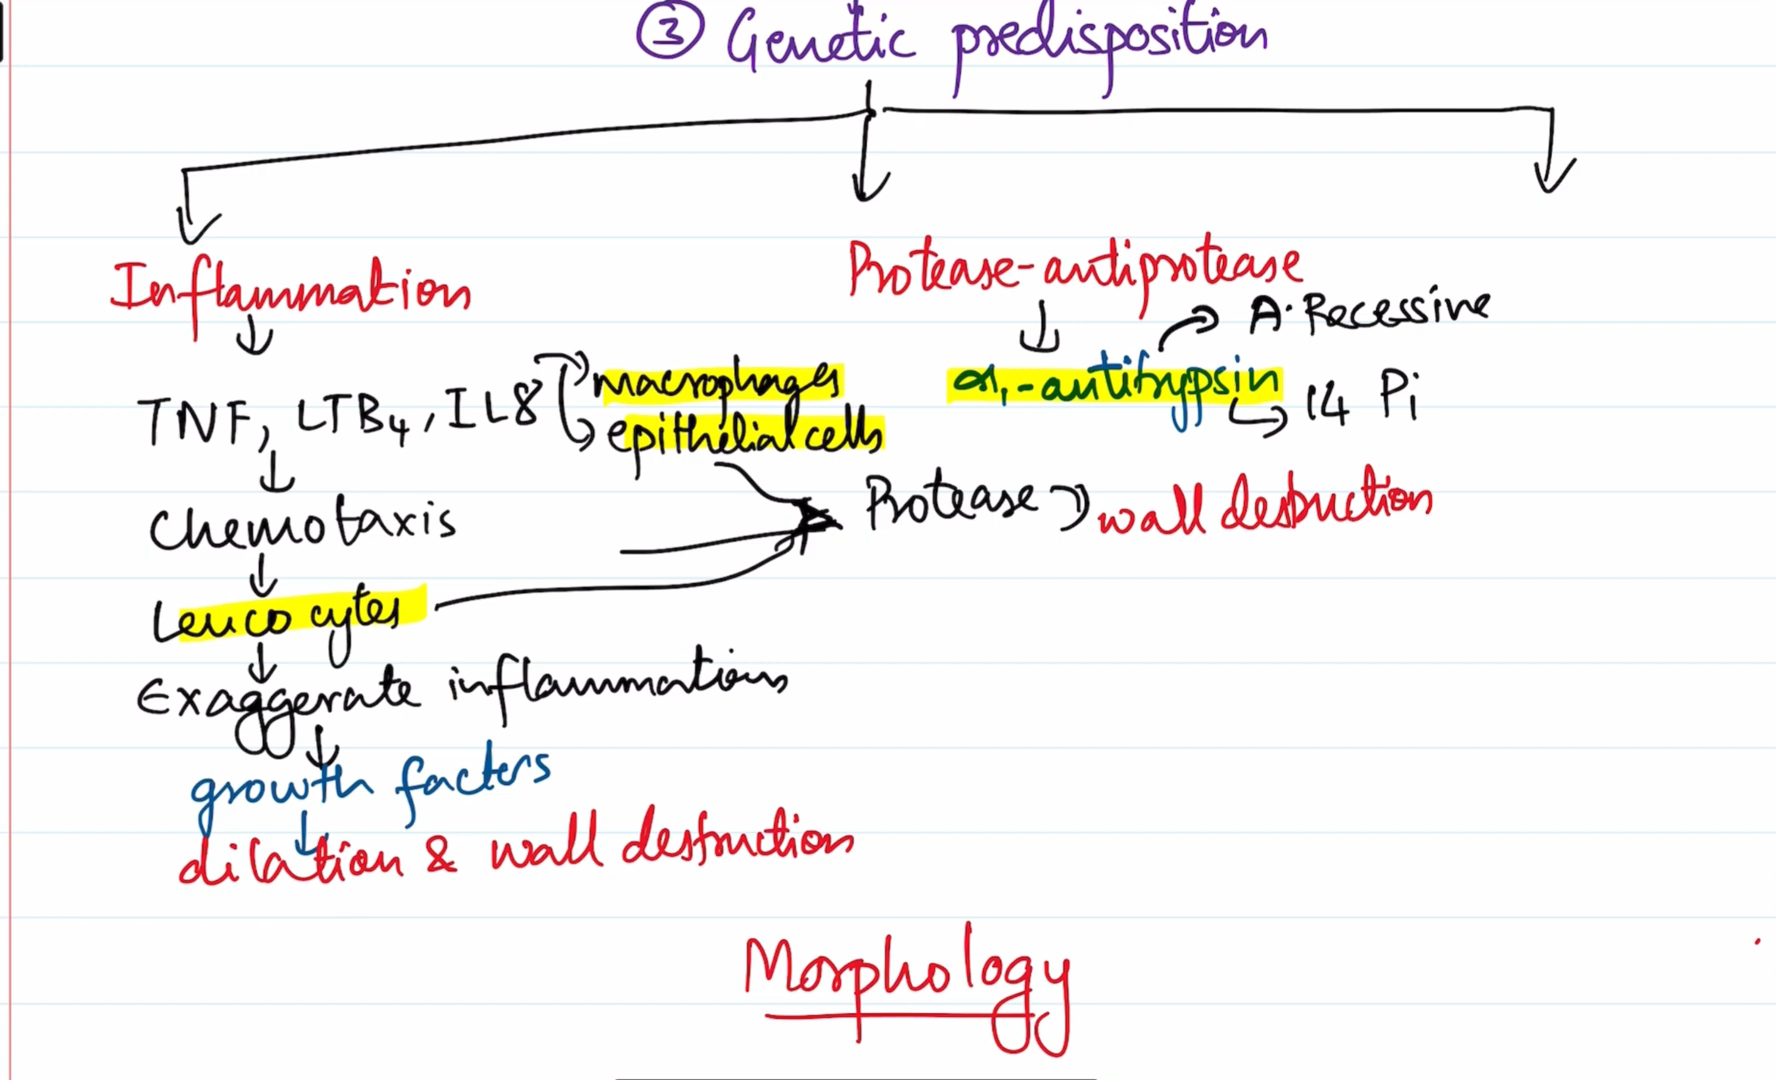 ③ Genetic predisposition
Inflammation
TNF, LTB4, IL8
macrophages
epithelial cells
Chemotaxis
Leucocytes
Exaggerate inflammations
growth factors
dilation & wall destruction
Protease-antiprotease
A. Recessive
α1-antitrypsin
14 Pi
Protease
wall destruction
Morphology